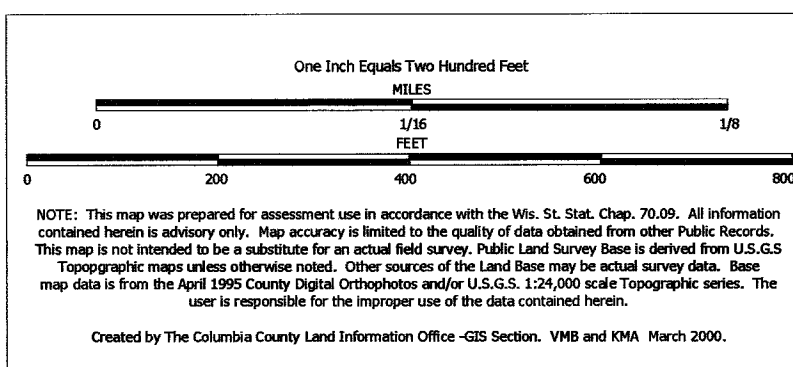 One Inch Equals Two Hundred Feet
MILES
0 1/16 1/8
FEET
0 200 400 600 800
NOTE: This map was prepared for assessment use in accordance with the Wis. St. Stat. Chap. 70.09. All information
contained herein is advisory only. Map accuracy is limited to the quality of data obtained from other Public Records.
This map is not intended to be a substitute for an actual field survey. Public Land Survey Base is derived from U.S.G.S
Topopgraphic maps unless otherwise noted. Other sources of the Land Base may be actual survey data. Base
map data is from the April 1995 County Digital Orthophotos and/or U.S.G.S. 1:24,000 scale Topographic series. The
user is responsible for the improper use of the data contained herein.
Created by The Columbia County Land Information Office -GIS Section. VMB and KMA March 2000.